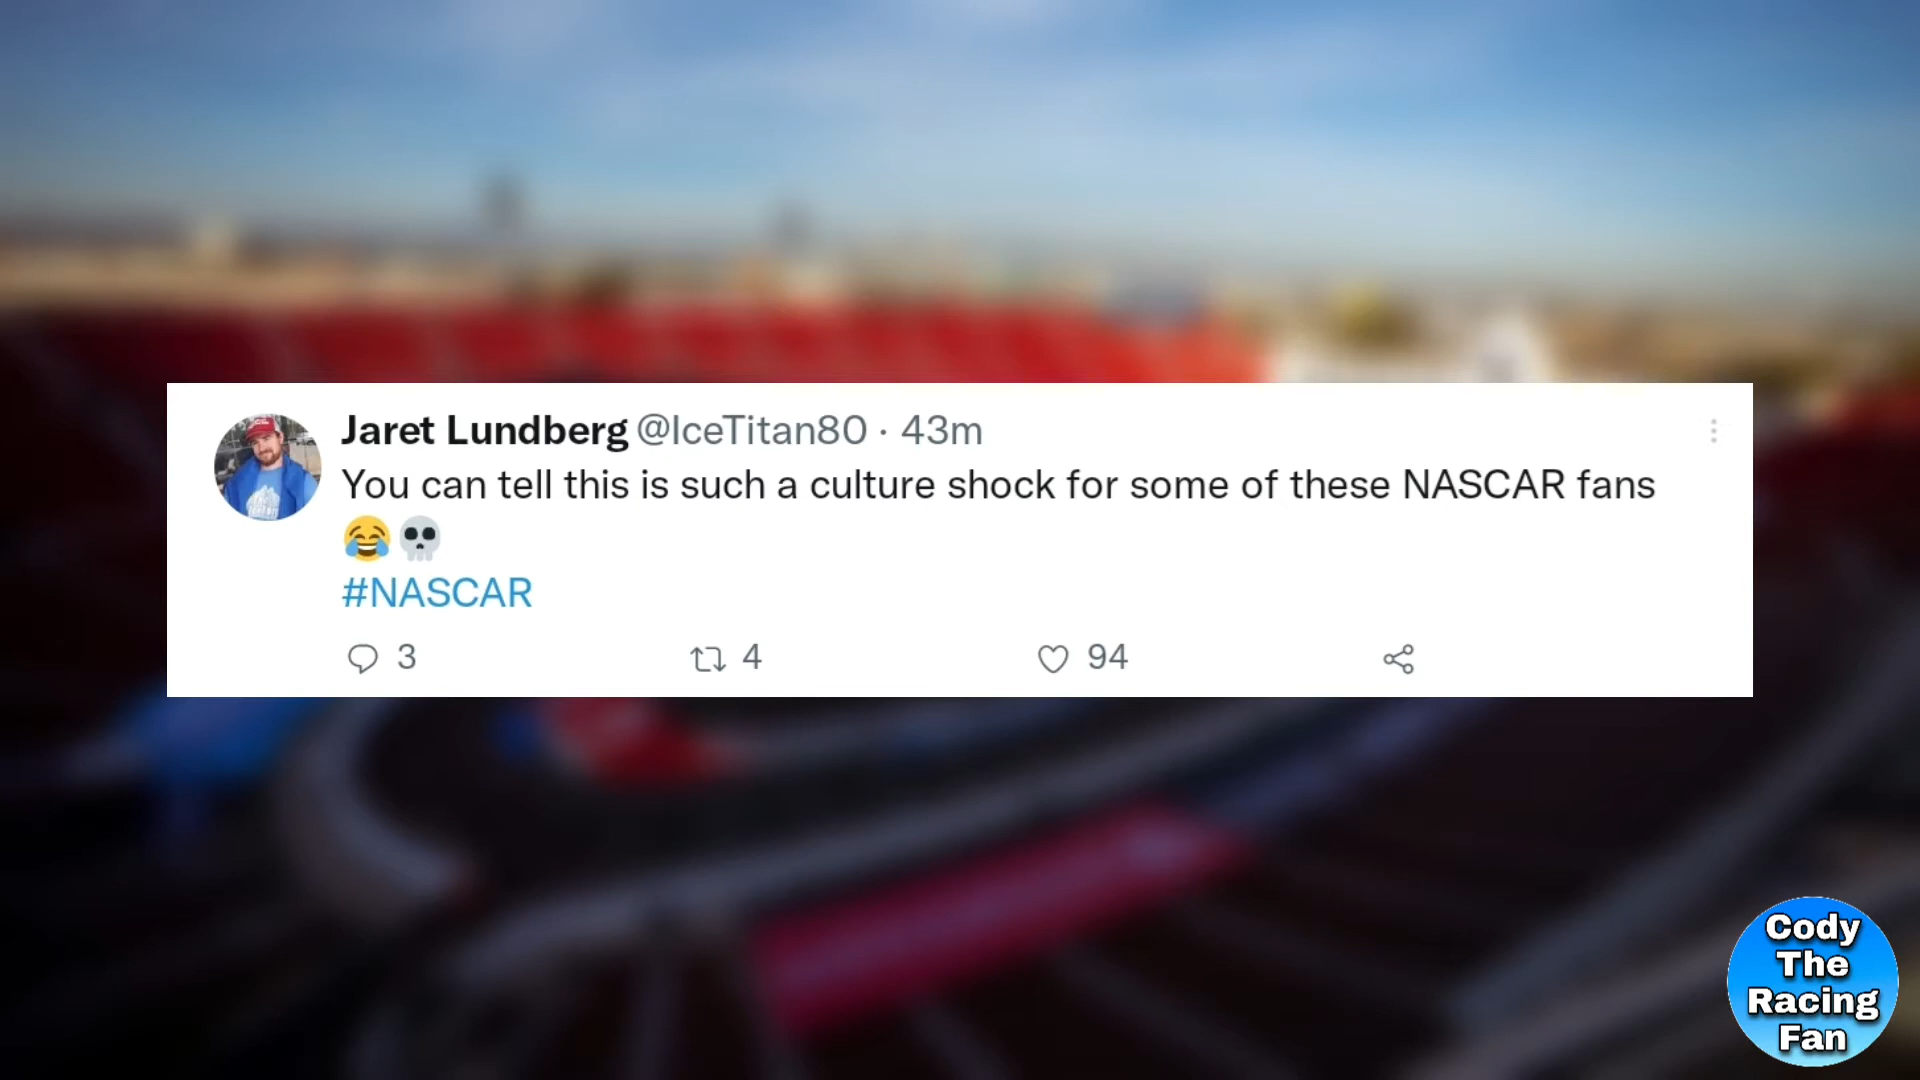 Jaret Lundberg @IceTitan80 · 43m
You can tell this is such a culture shock for some of these NASCAR fans
😂💀
#NASCAR
3 4 94
Cody
The
Racing
Fan